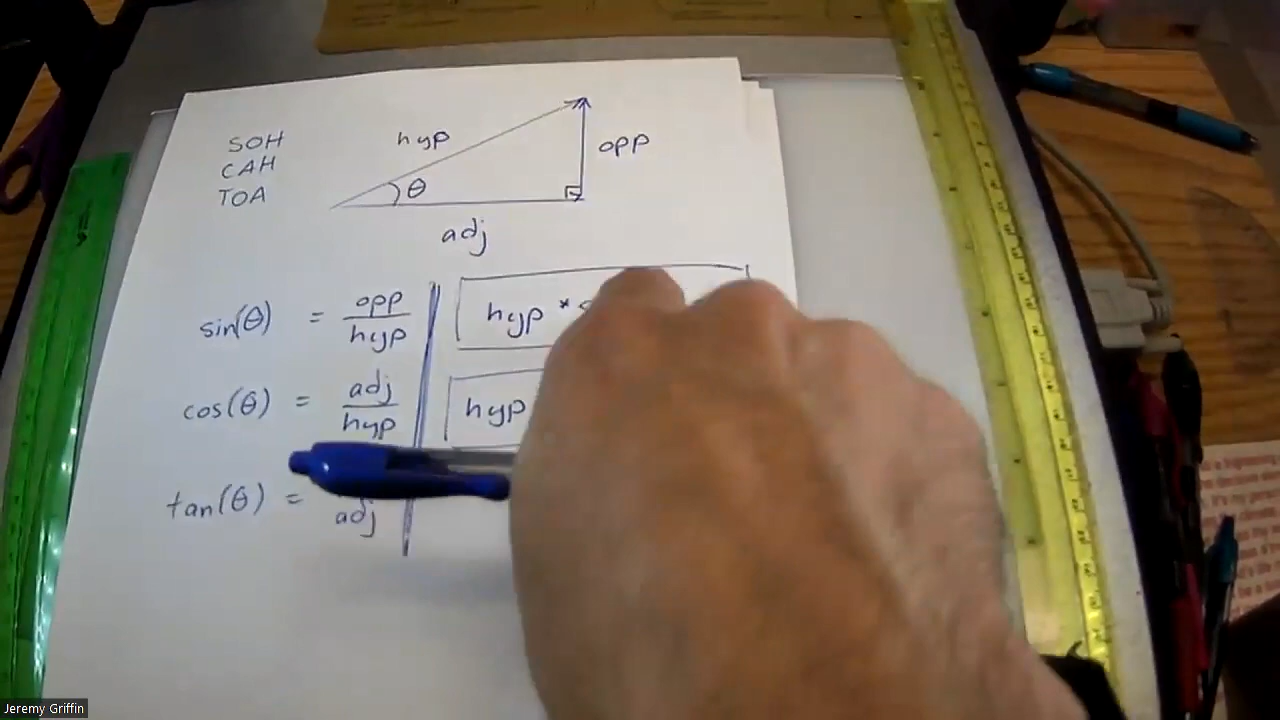 SOH
CAH
TOA
hyp
θ
opp
adj
sin(θ) = opp/hyp
hyp *
cos(θ) = adj/hyp
hyp
tan(θ) = adj
Jeremy Griffin